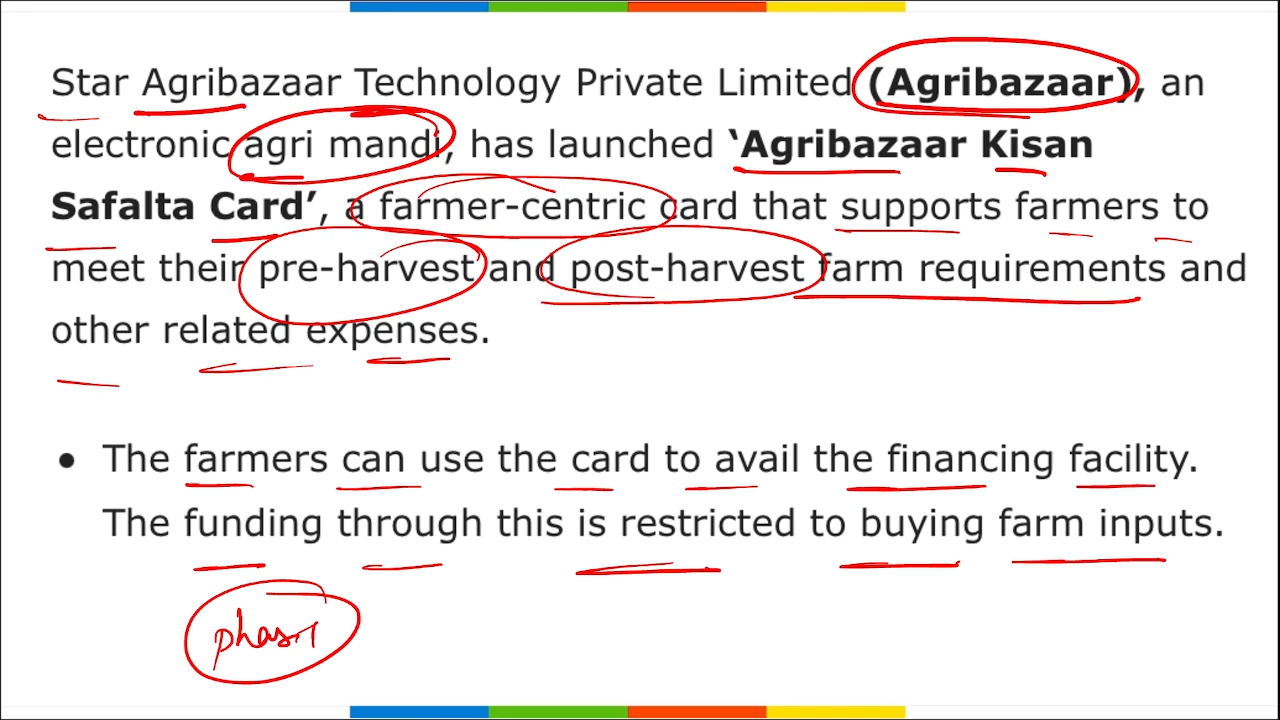 Star Agribazaar Technology Private Limited (Agribazaar), an
electronic agri mandi, has launched ‘Agribazaar Kisan
Safalta Card’, a farmer-centric card that supports farmers to
meet their pre-harvest and post-harvest farm requirements and
other related expenses.
• The farmers can use the card to avail the financing facility.
The funding through this is restricted to buying farm inputs.